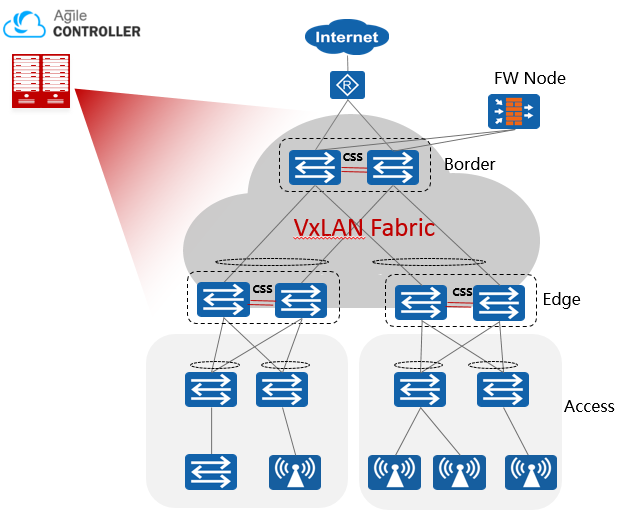 Agile
CONTROLLER
Internet
R
FW Node
CSS
Border
VxLAN Fabric
CSS
CSS
Edge
Access